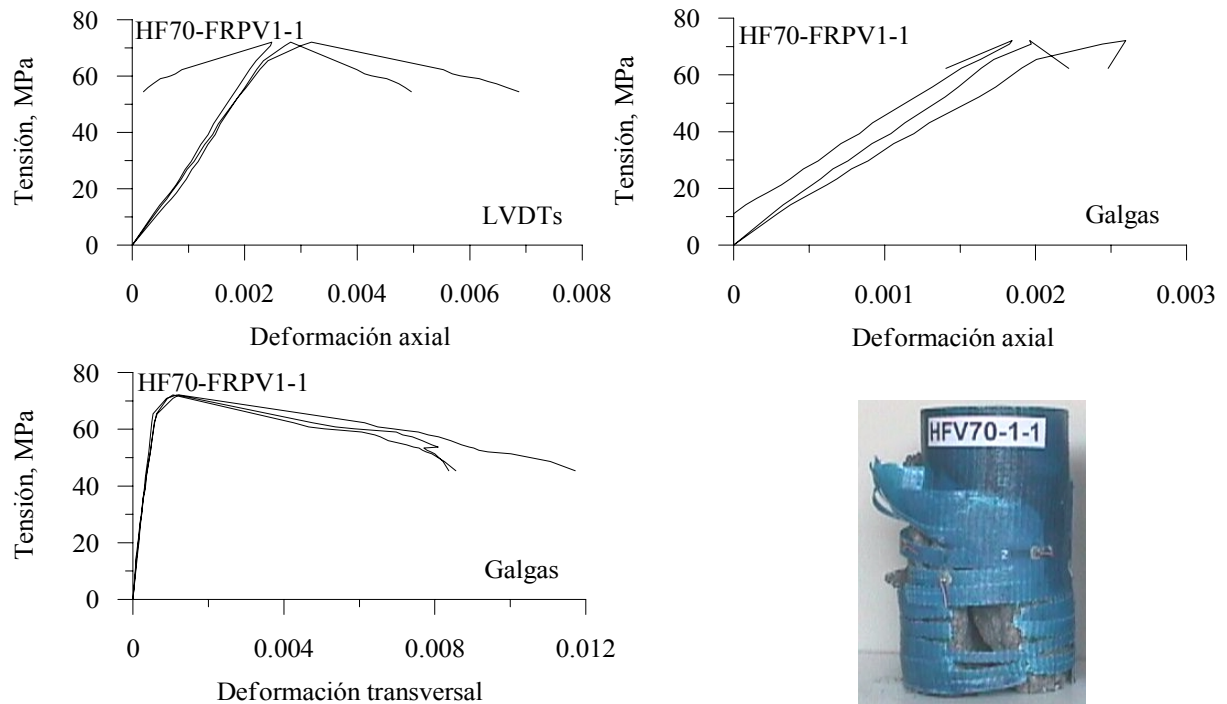 80
HF70-FRPV1-1
60
40
20
0
Tensión, MPa
LVDTs
0 0.002 0.004 0.006 0.008
Deformación axial
80
HF70-FRPV1-1
60
40
20
0
Tensión, MPa
Galgas
0 0.001 0.002 0.003
Deformación axial
80
HF70-FRPV1-1
60
40
20
0
Tensión, MPa
Galgas
0 0.004 0.008 0.012
Deformación transversal
HFV70-1-1
2